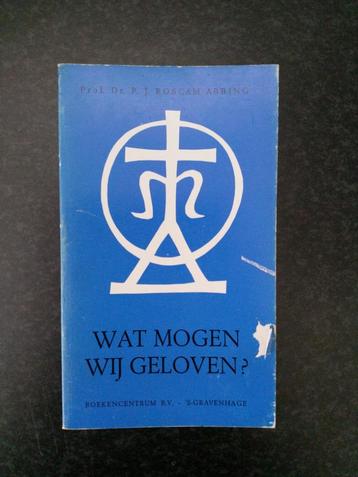 Prof. Dr. P. J. ROSCAM ABBING
WAT MOGEN
WIJ GELOVEN?
BOEKENCENTRUM B.V. - 'S-GRAVENHAGE